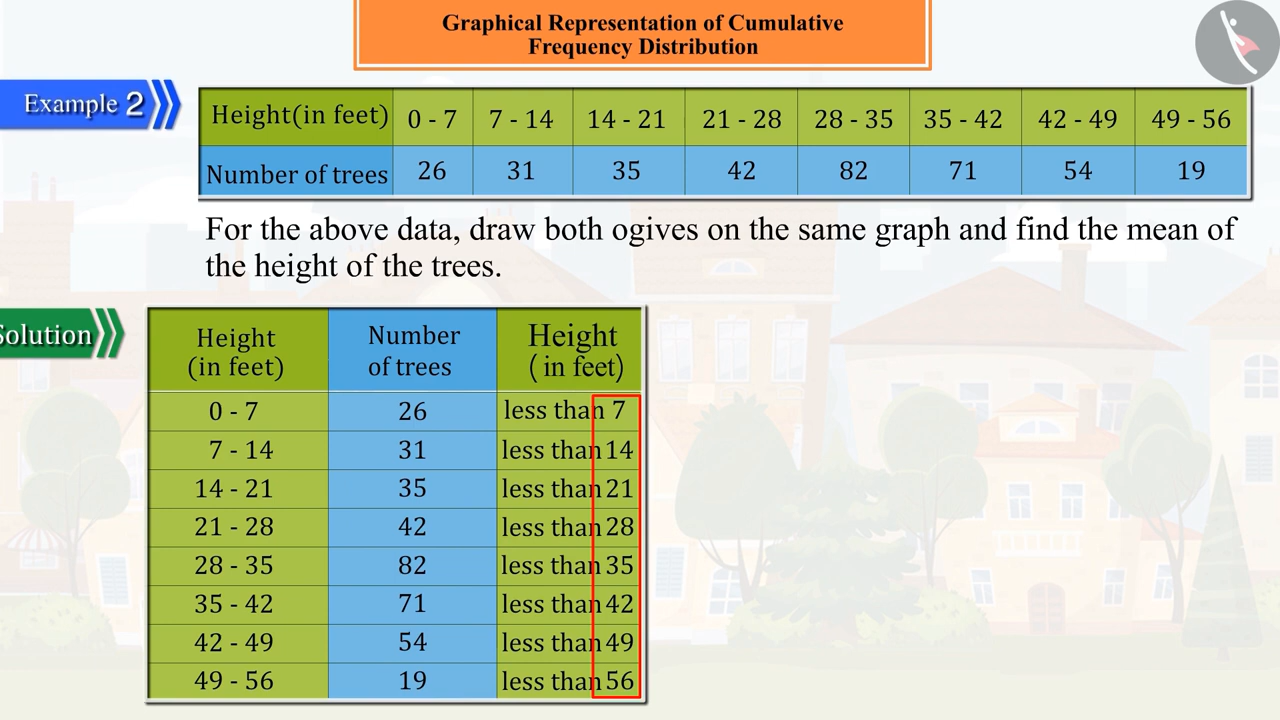 Graphical Representation of Cumulative
Frequency Distribution
Example 2
Height(in feet) 0 - 7 7 - 14 14 - 21 21 - 28 28 - 35 35 - 42 42 - 49 49 - 56
Number of trees 26 31 35 42 82 71 54 19
For the above data, draw both ogives on the same graph and find the mean of
the height of the trees.
Solution
Height Number Height
(in feet) of trees ( in feet)
0 - 7 26 less than 7
7 - 14 31 less than 14
14 - 21 35 less than 21
21 - 28 42 less than 28
28 - 35 82 less than 35
35 - 42 71 less than 42
42 - 49 54 less than 49
49 - 56 19 less than 56